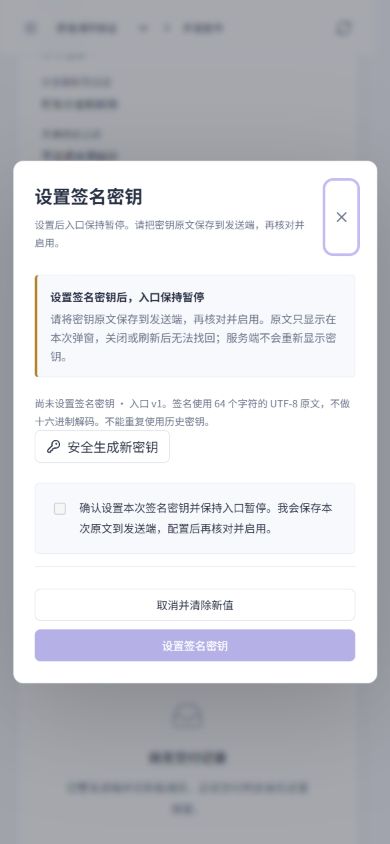 设置签名密钥
设置后入口保持暂停。请把密钥原文保存到发送端，再核对并
启用。
设置签名密钥后，入口保持暂停
请将密钥原文保存到发送端，再核对并启用。原文只显示在
本次弹窗，关闭或刷新后无法找回；服务端不会重新显示密
钥。
尚未设置签名密钥 · 入口 v1。签名使用 64 个字符的 UTF-8 原文，不做
十六进制解码。不能重复使用历史密钥。
安全生成新密钥
确认设置本次签名密钥并保持入口暂停。我会保存本
次原文到发送端，配置后再核对并启用。
取消并清除新值
设置签名密钥